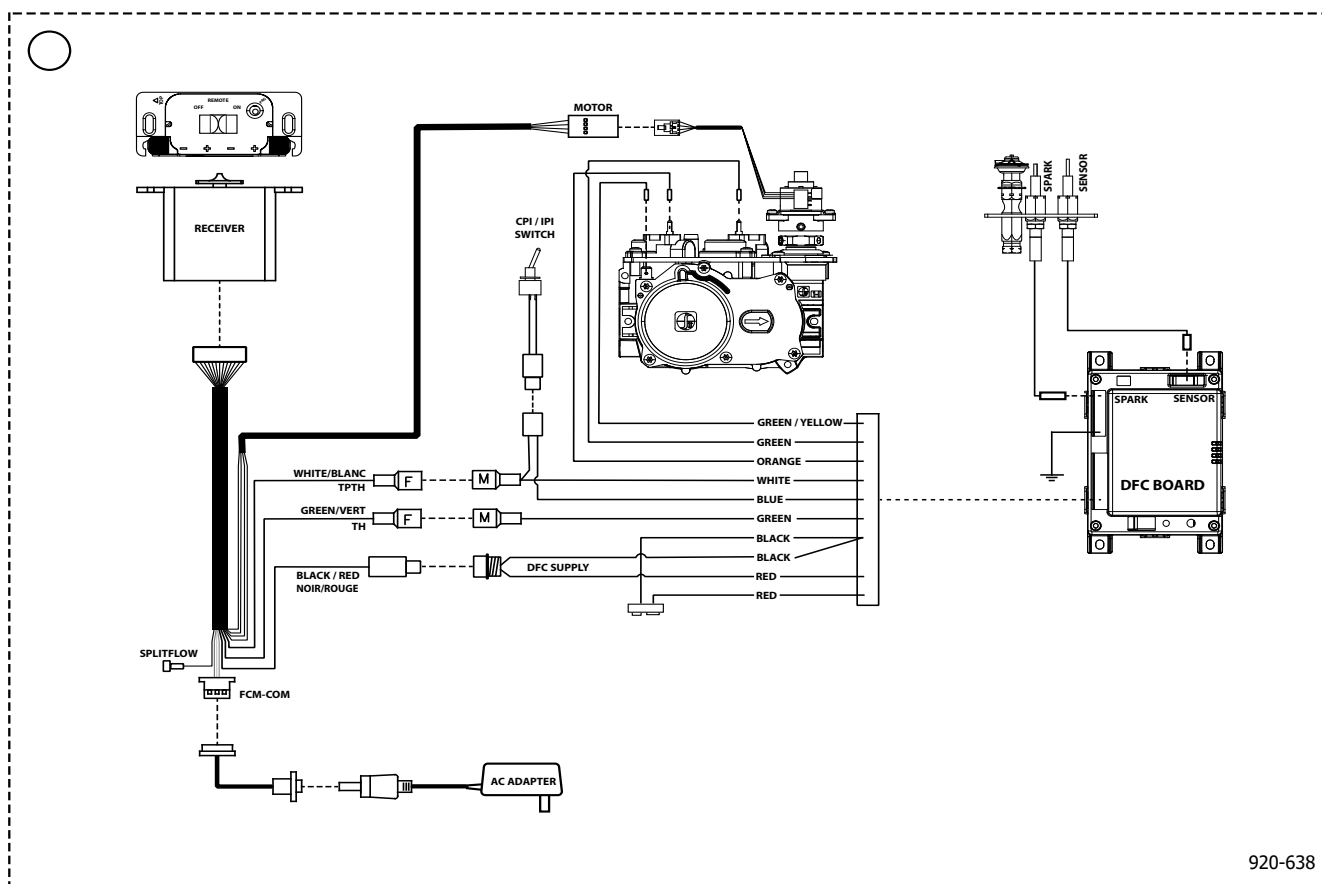 TOP
REMOTE
OFF
ON
− + − +
RECEIVER
MOTOR
CPI / IPI
SWITCH
SPARK
SENSOR
SPARK
SENSOR
DFC BOARD
GREEN / YELLOW
GREEN
ORANGE
WHITE
BLUE
GREEN
BLACK
BLACK
RED
RED
WHITE/BLANC
TPTH
F
M
GREEN/VERT
TH
F
M
BLACK / RED
NOIR/ROUGE
DFC SUPPLY
SPLITFLOW
FCM-COM
AC ADAPTER
920-638